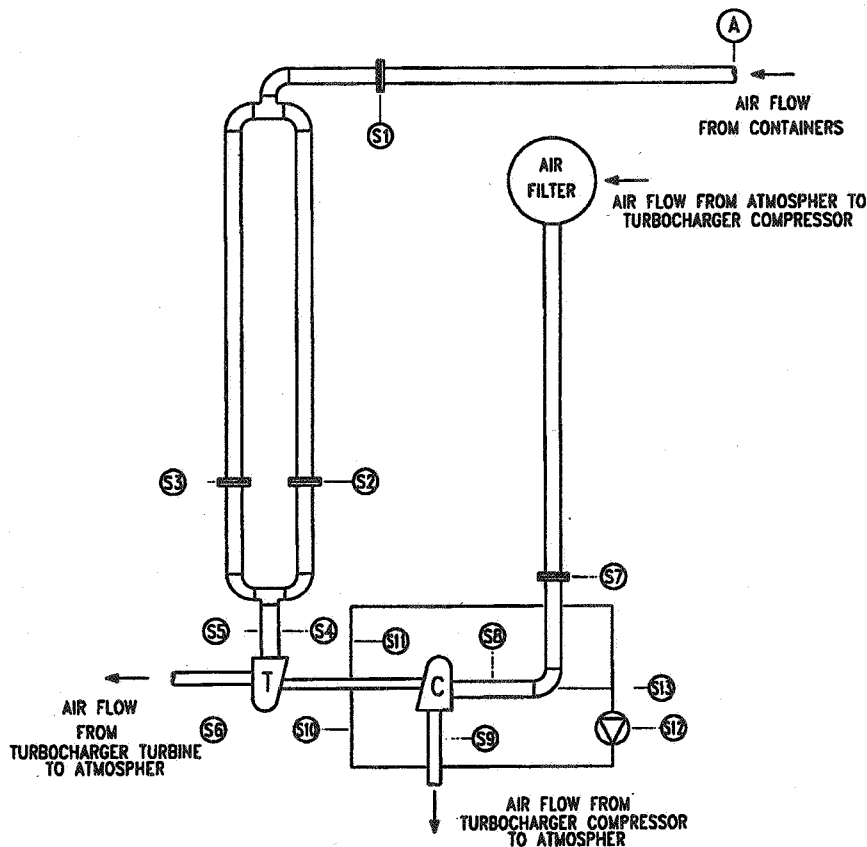 A
AIR FLOW
FROM CONTAINERS
S1
AIR
FILTER
AIR FLOW FROM ATMOSPHER TO
TURBOCHARGER COMPRESSOR
S3
S2
S7
S5
S4
S11
S8
T
C
S13
AIR FLOW
FROM
TURBOCHARGER TURBINE
TO ATMOSPHER
S6
S10
S9
S12
AIR FLOW FROM
TURBOCHARGER COMPRESSOR
TO ATMOSPHER